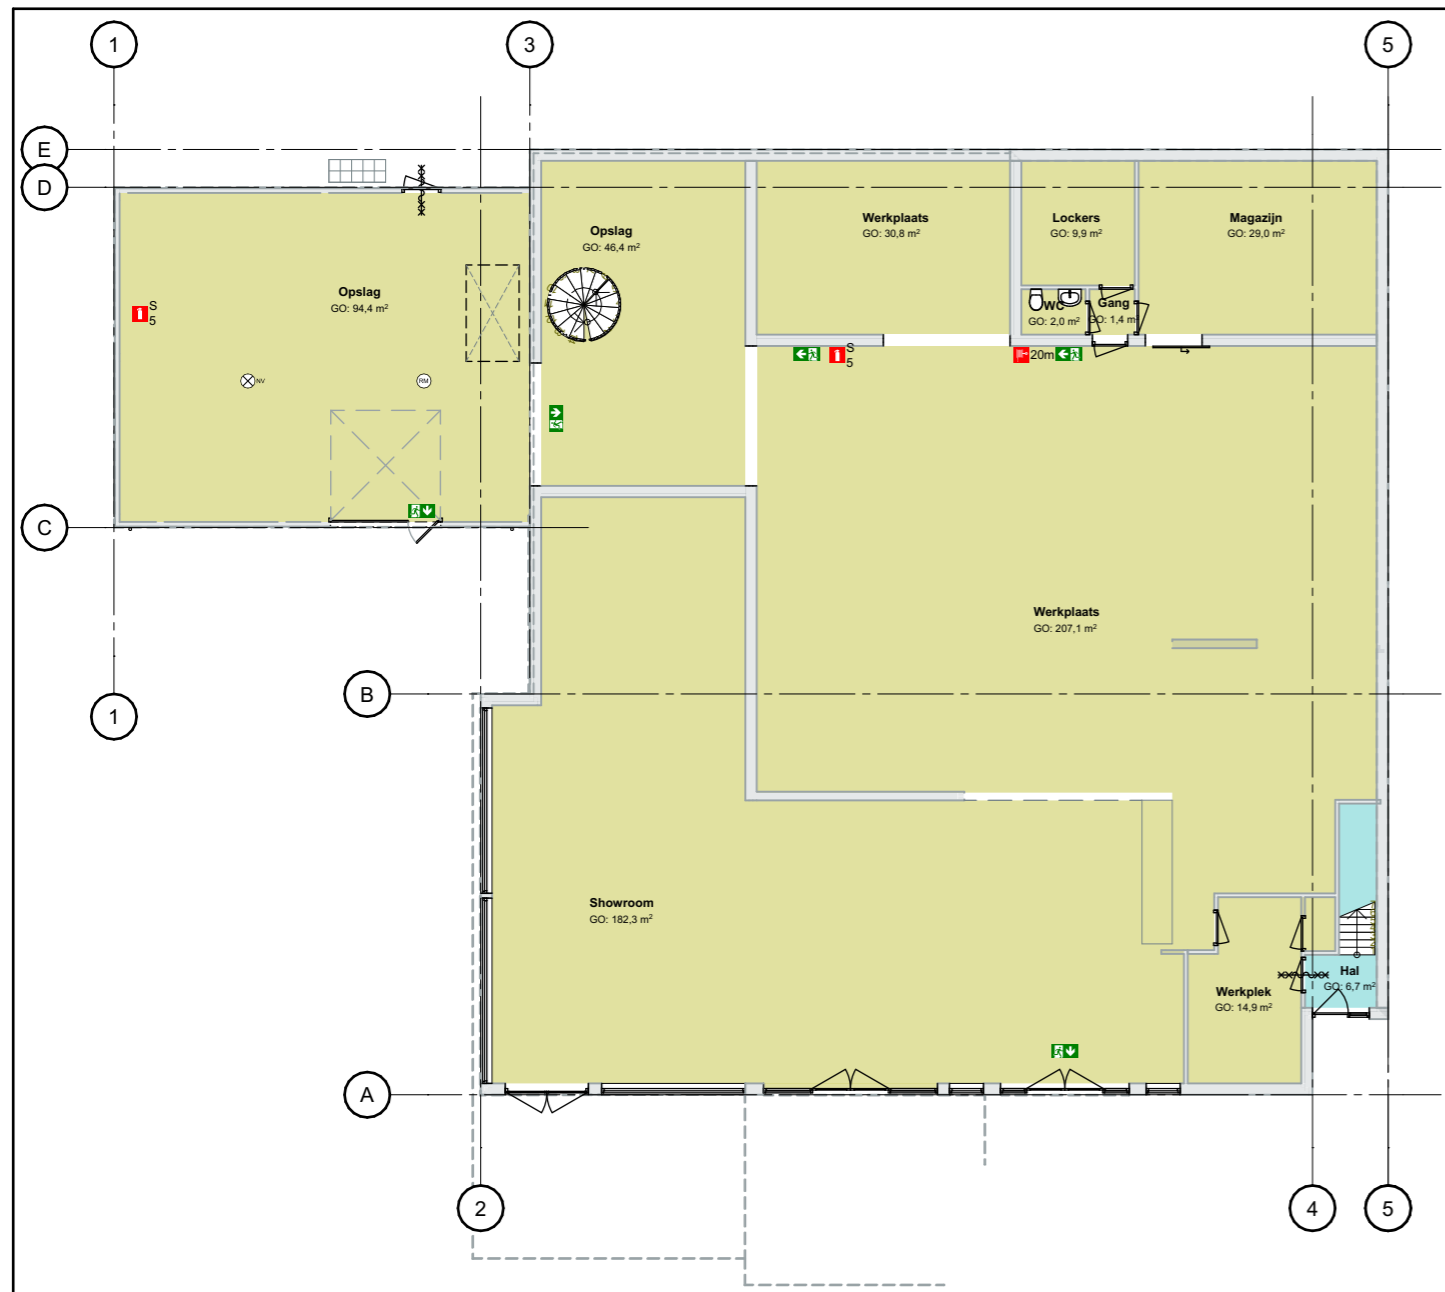 1
3
5
E
D
Opslag
GO: 46,4 m²
Werkplaats
GO: 30,8 m²
Lockers
GO: 9,9 m²
Magazijn
GO: 29,0 m²
Opslag
GO: 94,4 m²
S
5
WC
GO: 2,0 m²
Gang
GO: 1,4 m²
S
5
20m
NV
RM
C
Werkplaats
GO: 207,1 m²
B
1
Showroom
GO: 182,3 m²
Hal
GO: 6,7 m²
Werkplek
GO: 14,9 m²
A
2
4
5